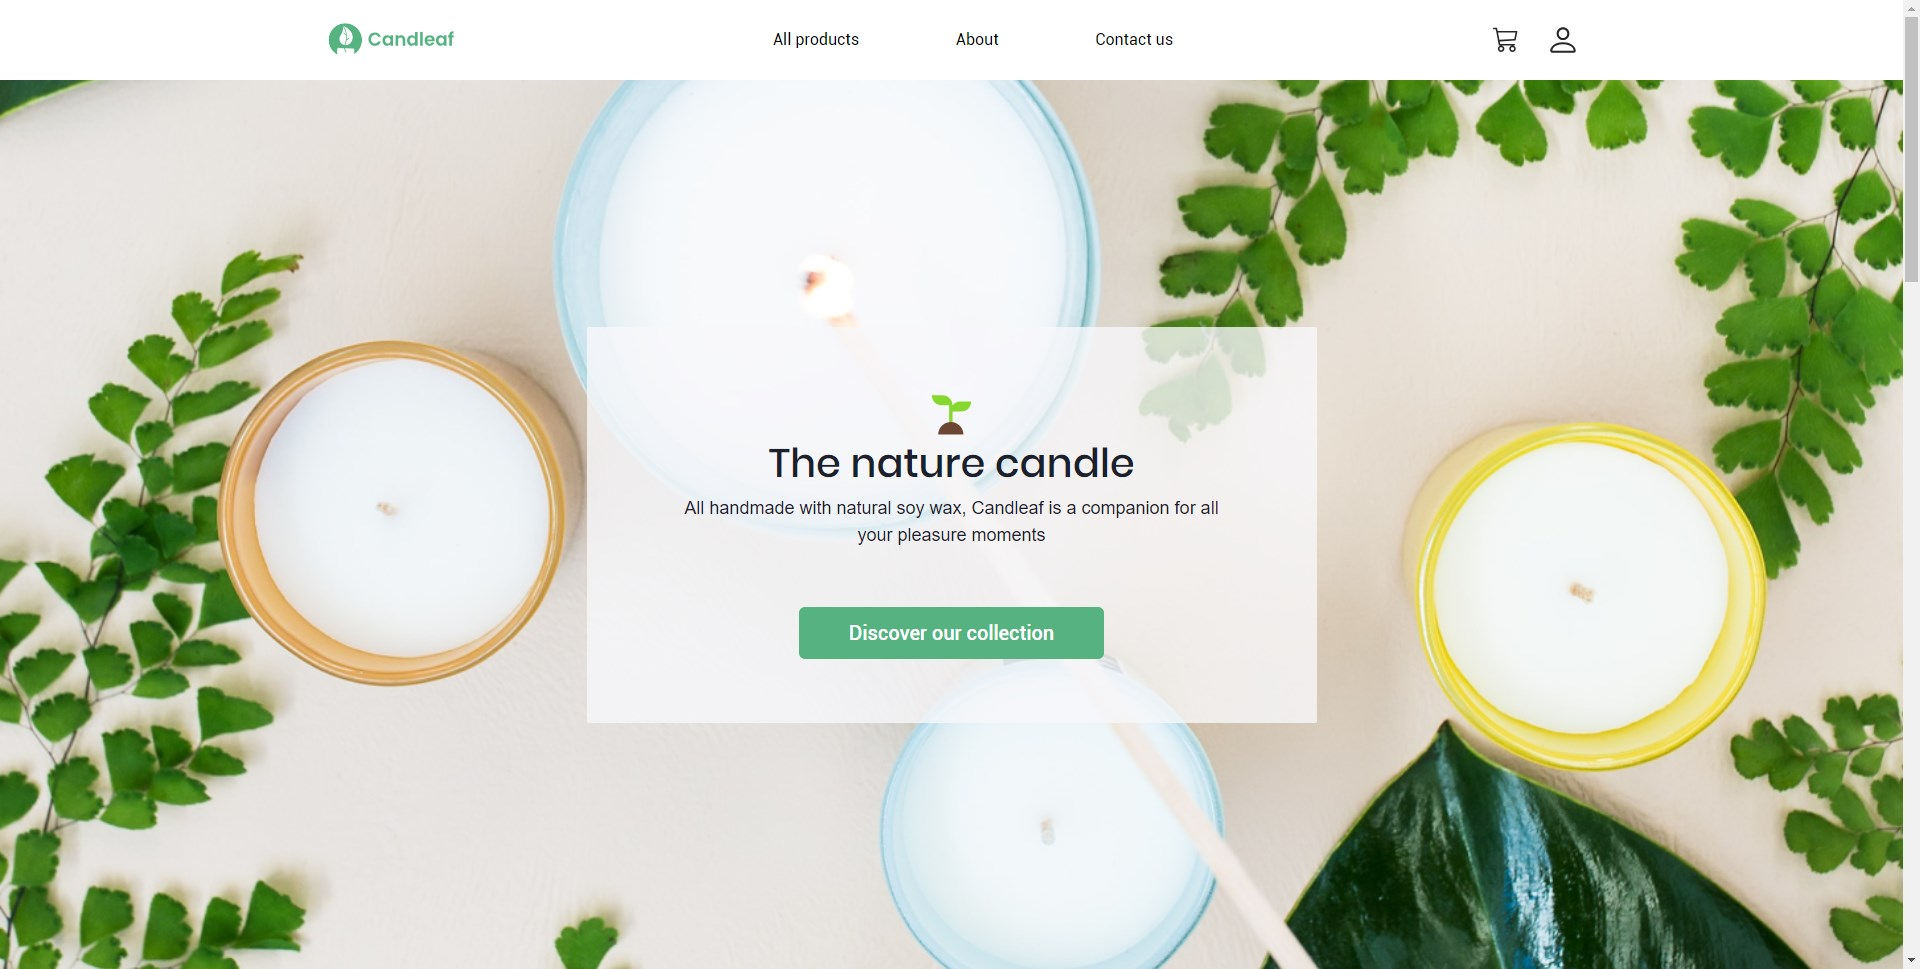 Candleaf
All products
About
Contact us
The nature candle
All handmade with natural soy wax, Candleaf is a companion for all
your pleasure moments
Discover our collection